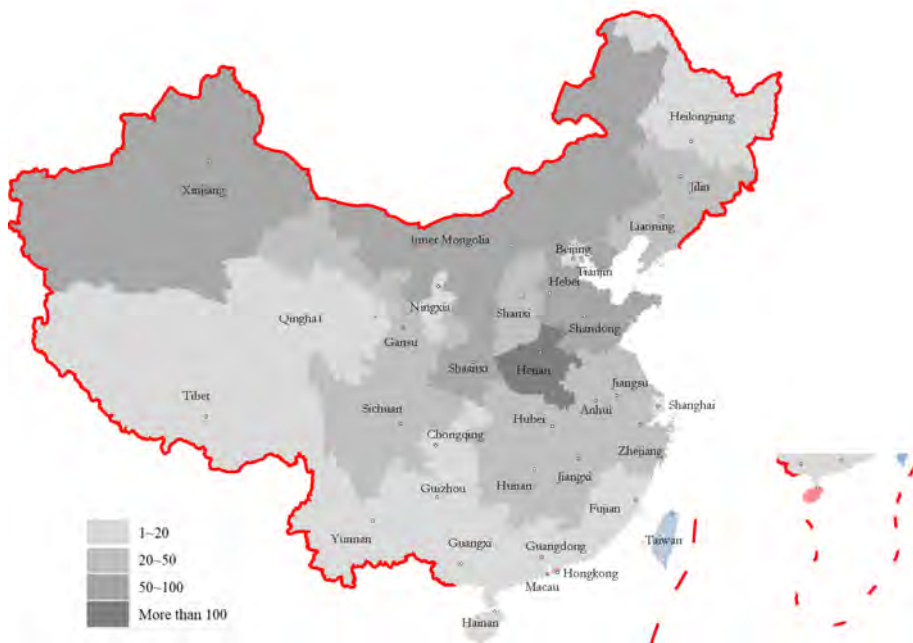 Heilongjiang
Jilin
Xinjiang
Liaoning
Inner Mongolia
Beijing
Tianjin
Hebei
Ningxia
Shanxi
Qinghai
Shandong
Gansu
Shaanxi
Henan
Jiangsu
Tibet
Sichuan
Anhui
Shanghai
Hubei
Chongqing
Zhejiang
Jiangxi
Hunan
Guizhou
Fujian
Yunnan
Guangxi
Guangdong
Taiwan
Hongkong
Macau
Hainan
1~20
20~50
50~100
More than 100